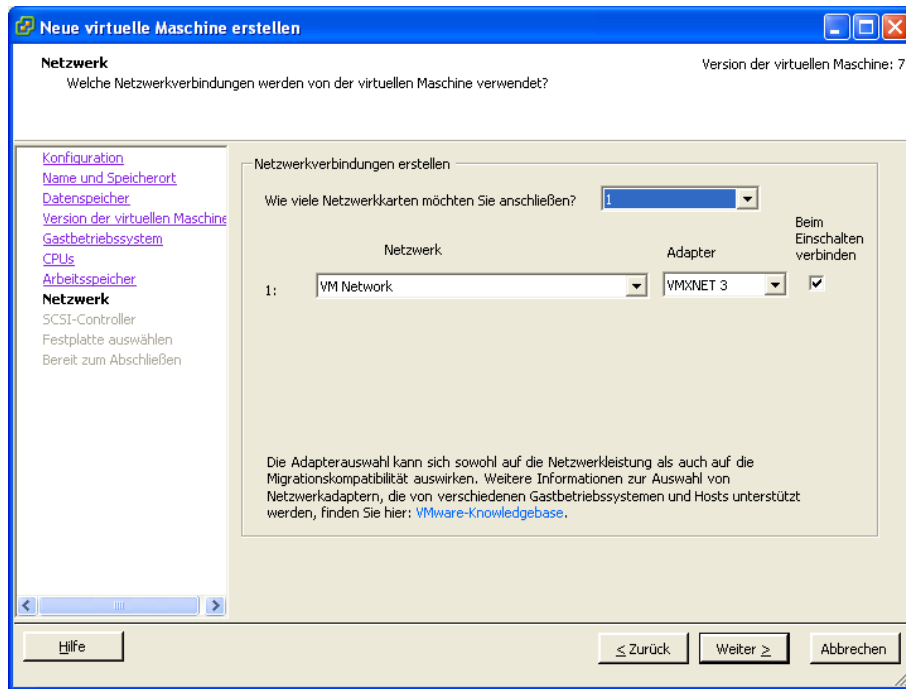 Neue virtuelle Maschine erstellen
Netzwerk
Welche Netzwerkverbindungen werden von der virtuellen Maschine verwendet?
Version der virtuellen Maschine: 7
Konfiguration
Name und Speicherort
Datenspeicher
Version der virtuellen Maschine
Gastbetriebssystem
CPUs
Arbeitsspeicher
Netzwerk
SCSI-Controller
Festplatte auswählen
Bereit zum Abschließen
Netzwerkverbindungen erstellen
Wie viele Netzwerkkarten möchten Sie anschließen?
1
Netzwerk
Adapter
Beim
Einschalten
verbinden
1:
VM Network
VMXNET 3
Die Adapterauswahl kann sich sowohl auf die Netzwerkleistung als auch auf die
Migrationskompatibilität auswirken. Weitere Informationen zur Auswahl von
Netzwerkadaptern, die von verschiedenen Gastbetriebssystemen und Hosts unterstützt
werden, finden Sie hier: VMware-Knowledgebase.
Hilfe
< Zurück
Weiter >
Abbrechen